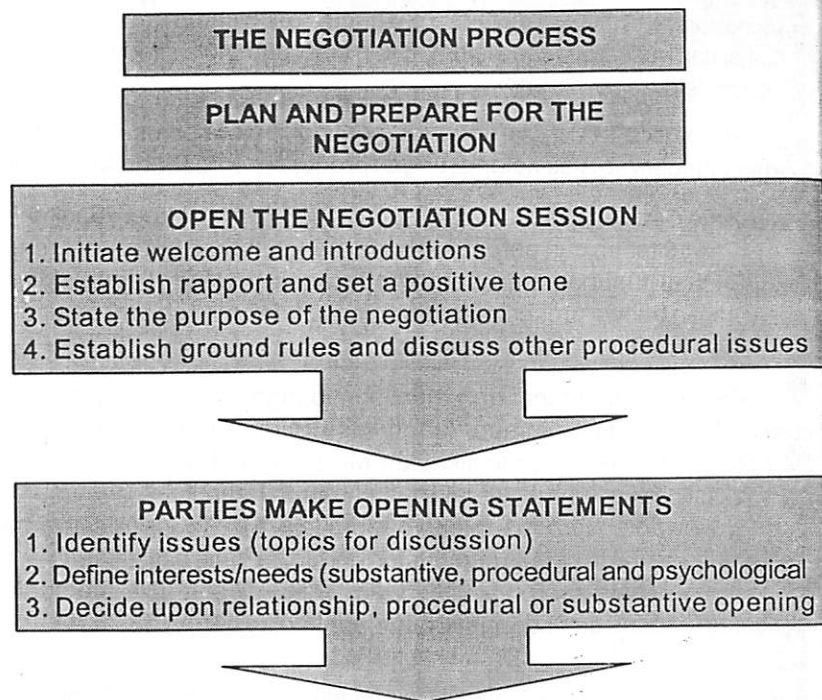 THE NEGOTIATION PROCESS
PLAN AND PREPARE FOR THE
NEGOTIATION
OPEN THE NEGOTIATION SESSION
1. Initiate welcome and introductions
2. Establish rapport and set a positive tone
3. State the purpose of the negotiation
4. Establish ground rules and discuss other procedural issues
PARTIES MAKE OPENING STATEMENTS
1. Identify issues (topics for discussion)
2. Define interests/needs (substantive, procedural and psychological
3. Decide upon relationship, procedural or substantive opening